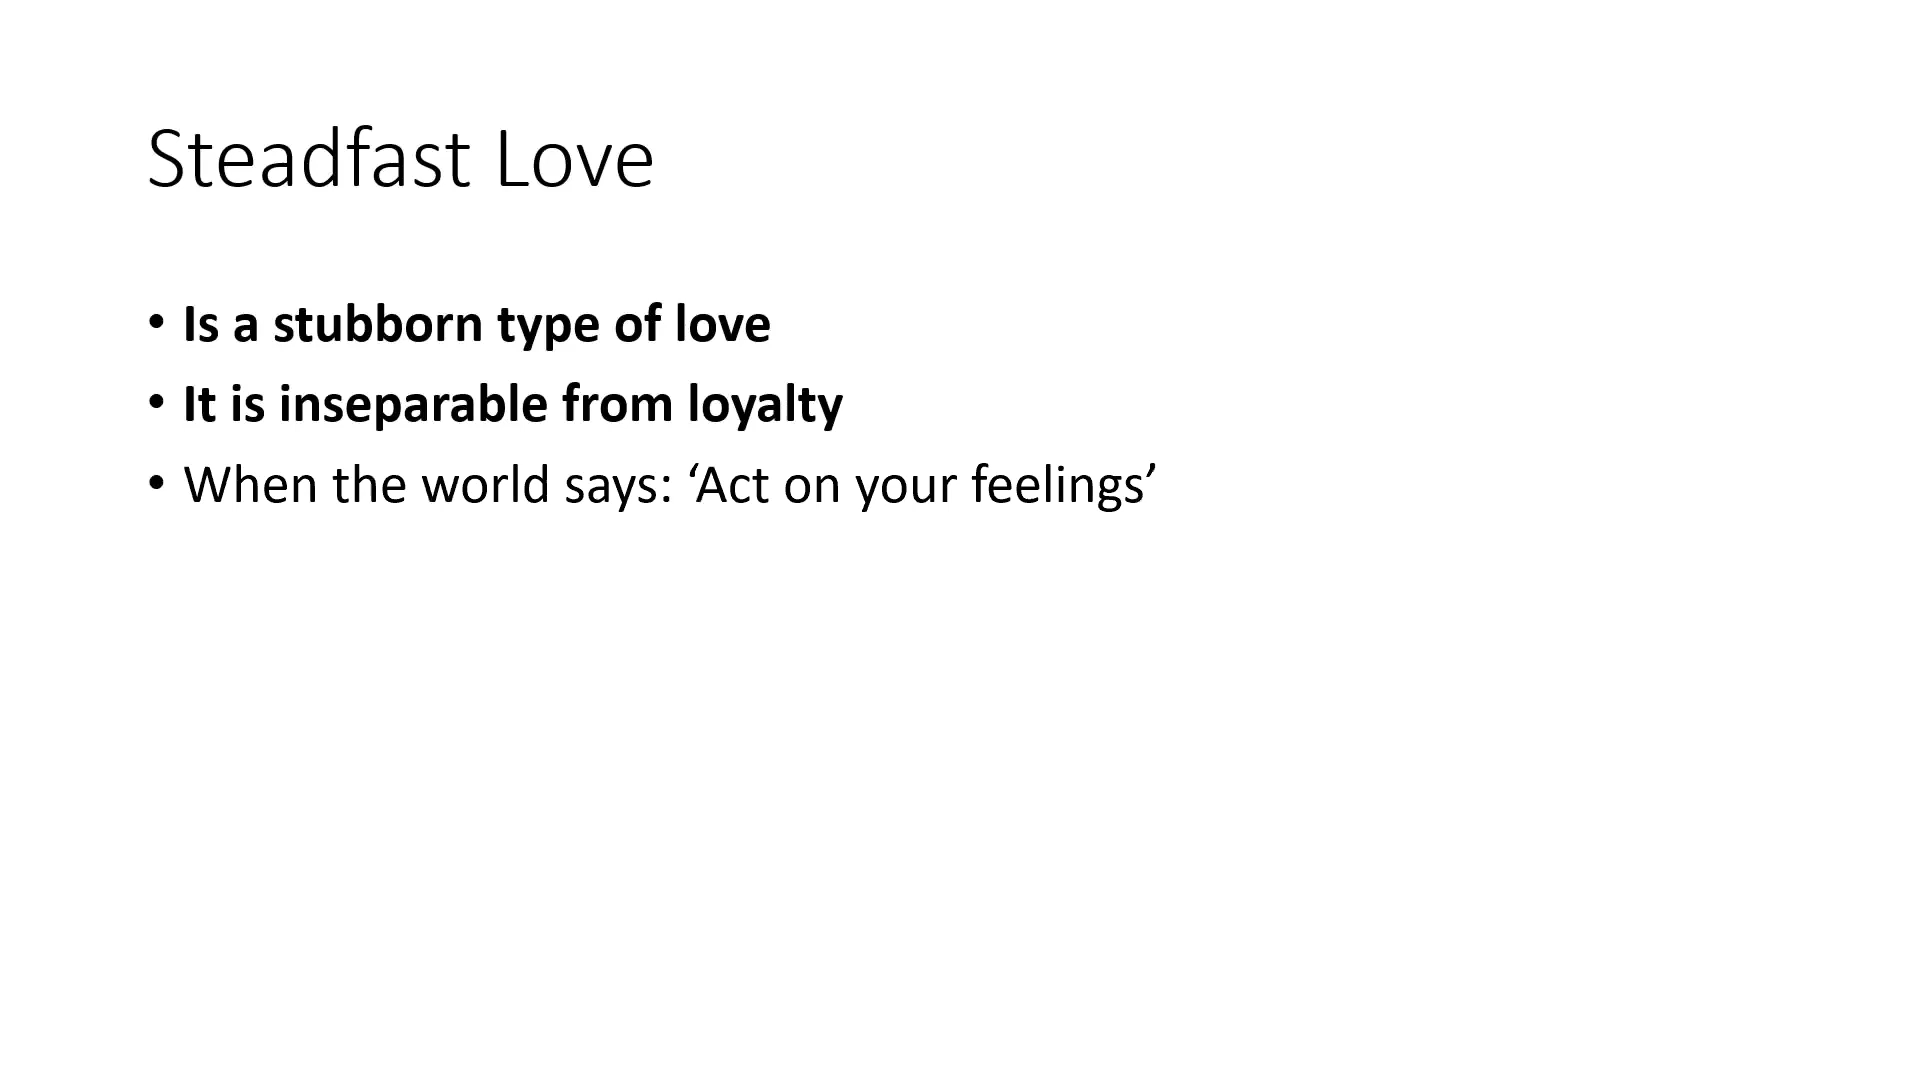 Steadfast Love
• Is a stubborn type of love
• It is inseparable from loyalty
• When the world says: ‘Act on your feelings’